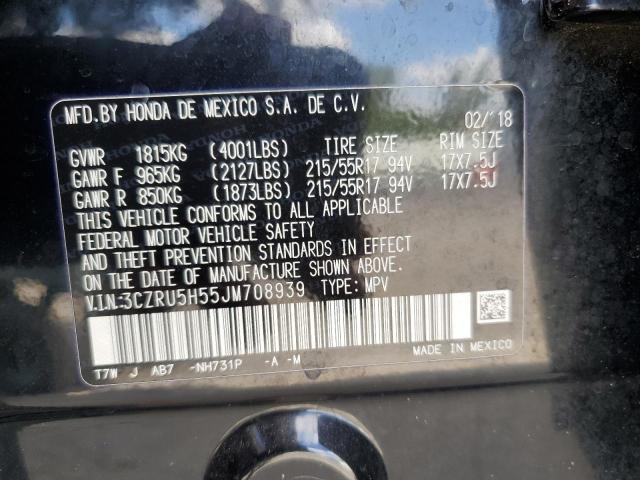 MFD.BY HONDA DE MEXICO S.A. DE C.V. 02/'18
GVWR 1815KG (4001LBS) TIRE SIZE RIM SIZE
GAWR F 965KG (2127LBS) 215/55R17 94V 17X7.5J
GAWR R 850KG (1873LBS) 215/55R17 94V 17X7.5J
THIS VEHICLE CONFORMS TO ALL APPLICABLE
FEDERAL MOTOR VEHICLE SAFETY
AND THEFT PREVENTION STANDARDS IN EFFECT
ON THE DATE OF MANUFACTURE SHOWN ABOVE.
V.I.N:3CZRU5H55JM708939 TYPE: MPV
T7W J AB7 -NH731P -A -M MADE IN MEXICO